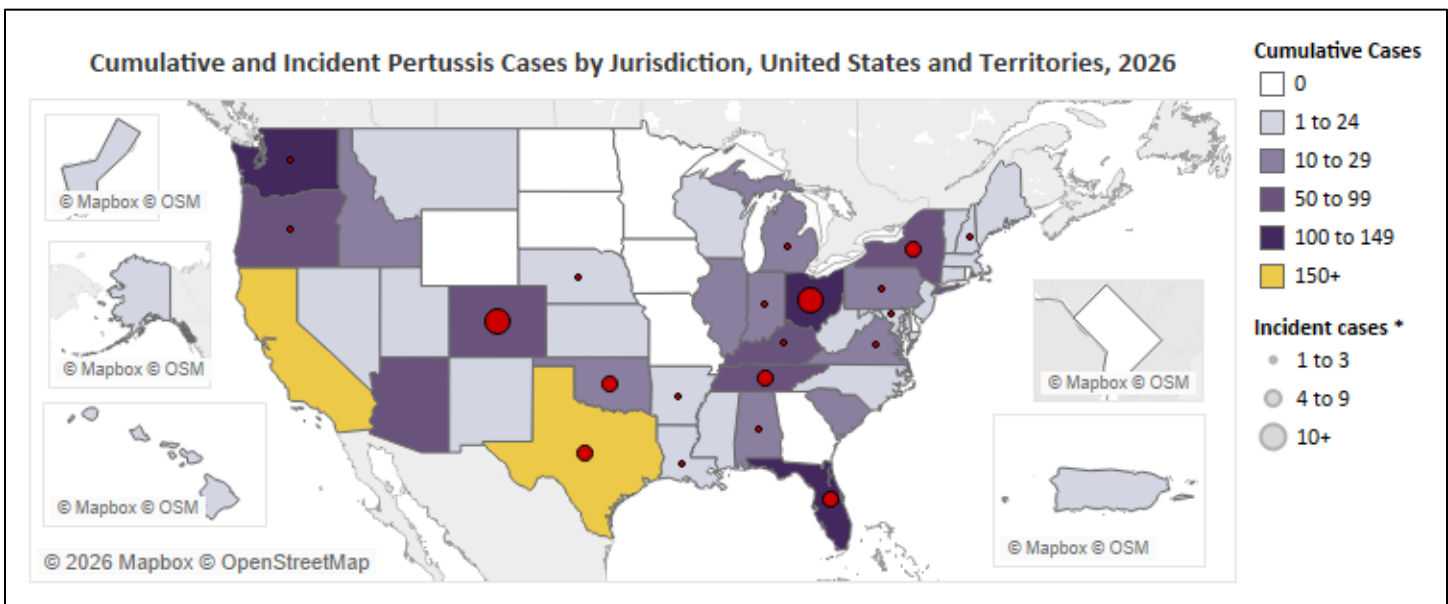 Cumulative and Incident Pertussis Cases by Jurisdiction, United States and Territories, 2026
Cumulative Cases
0
1 to 24
10 to 29
50 to 99
100 to 149
150+
Incident cases *
1 to 3
4 to 9
10+
© Mapbox © OSM
© Mapbox © OSM
© Mapbox © OSM
© Mapbox © OSM
© Mapbox © OSM
© 2026 Mapbox © OpenStreetMap